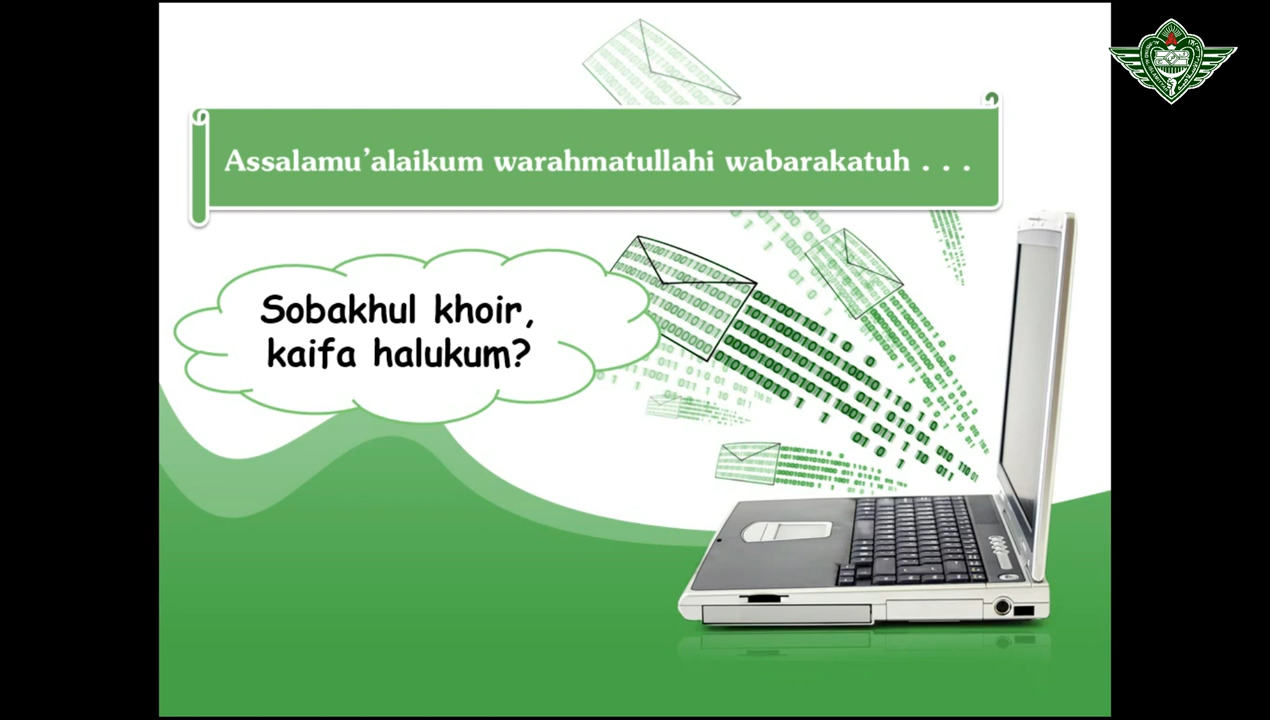 Assalamu’alaikum warahmatullahi wabarakatuh . . .
Sobakhul khoir,
kaifa halukum?